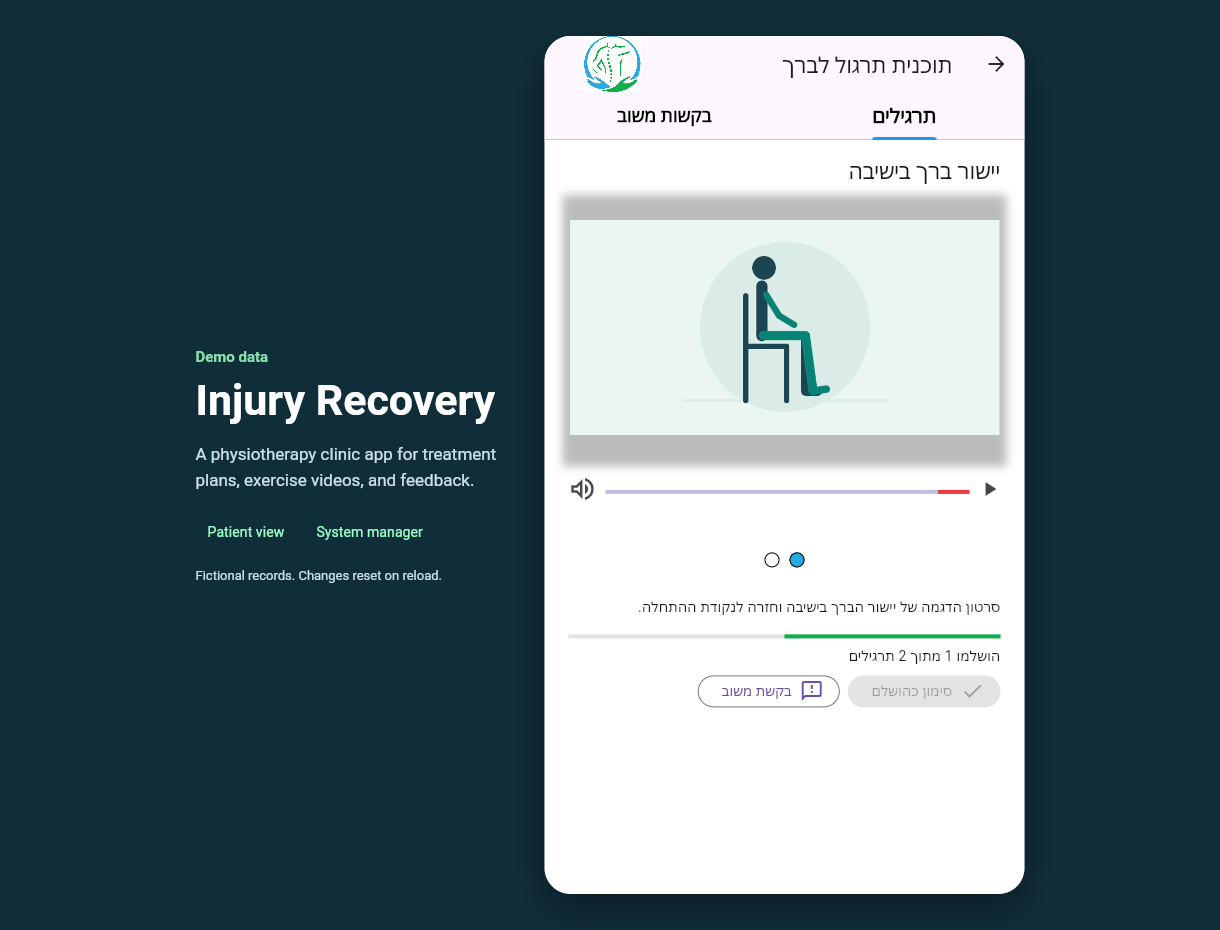 Demo data
Injury Recovery
A physiotherapy clinic app for treatment
plans, exercise videos, and feedback.
Patient view
System manager
Fictional records. Changes reset on reload.
תוכנית תרגול לברך
תרגילים
בקשות משוב
יישור ברך בישיבה
סרטון הדגמה של יישור הברך בישיבה וחזרה לנקודת ההתחלה.
הושלמו 1 מתוך 2 תרגילים
סימון כהושלם
בקשת משוב